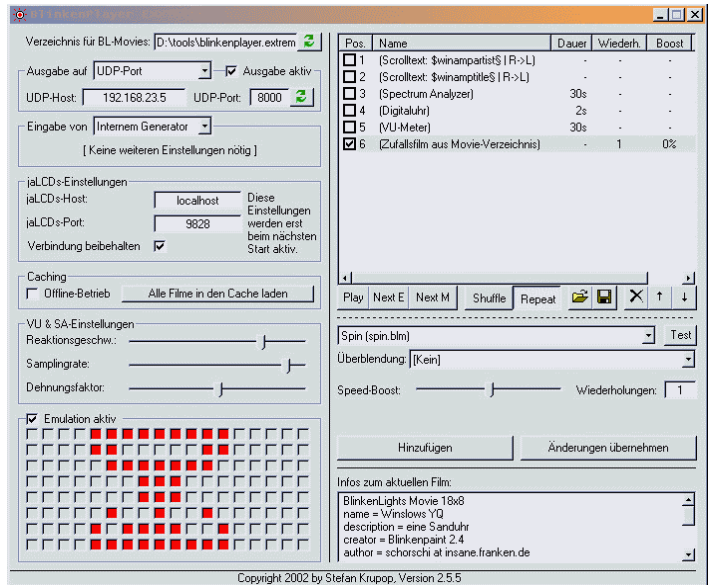 Verzeichnis für BL-Movies: D:\tools\blinkenplayer.extrem
Ausgabe auf UDP-Port Ausgabe aktiv
UDP-Host: 192.168.23.5 UDP-Port: 8000
Eingabe von Internem Generator
[ Keine weiteren Einstellungen nötig ]
jaLCDs-Einstellungen
jaLCDs-Host: localhost
jaLCDs-Port: 9828
Verbindung beibehalten
Diese
Einstellungen
werden erst
beim nächsten
Start aktiv.
Caching
Offline-Betrieb Alle Filme in den Cache laden
VU & SA-Einstellungen
Reaktionsgeschw.:
Samplingrate:
Dehnungsfaktor:
Emulation aktiv
Pos. Name Dauer Wiederh. Boost
1 (Scrolltext: $winampartist$ | R->L) - - -
2 (Scrolltext: $winamptitle$ | R->L) - - -
3 (Spectrum Analyzer) 30s - -
4 (Digitaluhr) 2s - -
5 (VU-Meter) 30s - -
6 (Zufallsfilm aus Movie-Verzeichnis) - 1 0%
Play Next E Next M Shuffle Repeat
Spin (spin.blm) Test
Überblendung: [Kein]
Speed-Boost: Wiederholungen: 1
Hinzufügen Änderungen übernehmen
Infos zum aktuellen Film:
BlinkenLights Movie 18x8
name = Winslows YQ
description = eine Sanduhr
creator = Blinkenpaint 2.4
author = schorschi at insane.franken.de
Copyright 2002 by Stefan Krupop, Version 2.5.5